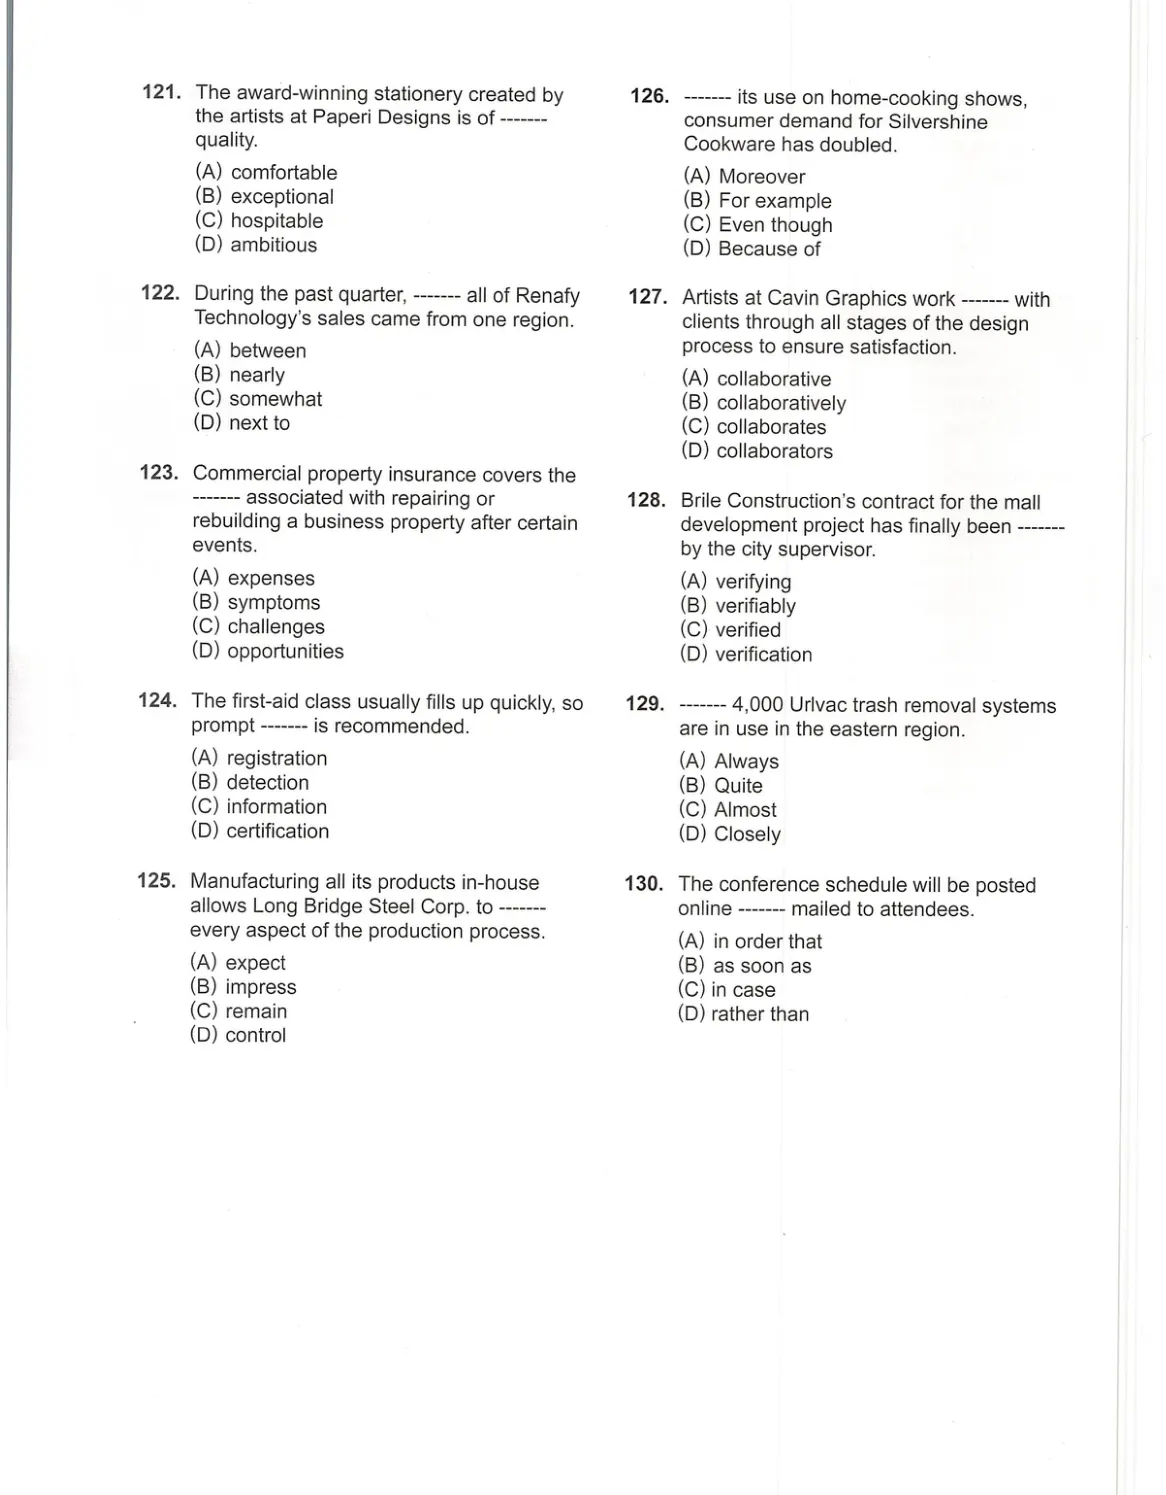 121. The award-winning stationery created by
the artists at Paperi Designs is of -------
quality.
(A) comfortable
(B) exceptional
(C) hospitable
(D) ambitious
122. During the past quarter, ------- all of Renafy
Technology's sales came from one region.
(A) between
(B) nearly
(C) somewhat
(D) next to
123. Commercial property insurance covers the
------- associated with repairing or
rebuilding a business property after certain
events.
(A) expenses
(B) symptoms
(C) challenges
(D) opportunities
124. The first-aid class usually fills up quickly, so
prompt ------- is recommended.
(A) registration
(B) detection
(C) information
(D) certification
125. Manufacturing all its products in-house
allows Long Bridge Steel Corp. to -------
every aspect of the production process.
(A) expect
(B) impress
(C) remain
(D) control
126. ------- its use on home-cooking shows,
consumer demand for Silvershine
Cookware has doubled.
(A) Moreover
(B) For example
(C) Even though
(D) Because of
127. Artists at Cavin Graphics work ------- with
clients through all stages of the design
process to ensure satisfaction.
(A) collaborative
(B) collaboratively
(C) collaborates
(D) collaborators
128. Brile Construction's contract for the mall
development project has finally been -------
by the city supervisor.
(A) verifying
(B) verifiably
(C) verified
(D) verification
129. ------- 4,000 Urlvac trash removal systems
are in use in the eastern region.
(A) Always
(B) Quite
(C) Almost
(D) Closely
130. The conference schedule will be posted
online ------- mailed to attendees.
(A) in order that
(B) as soon as
(C) in case
(D) rather than